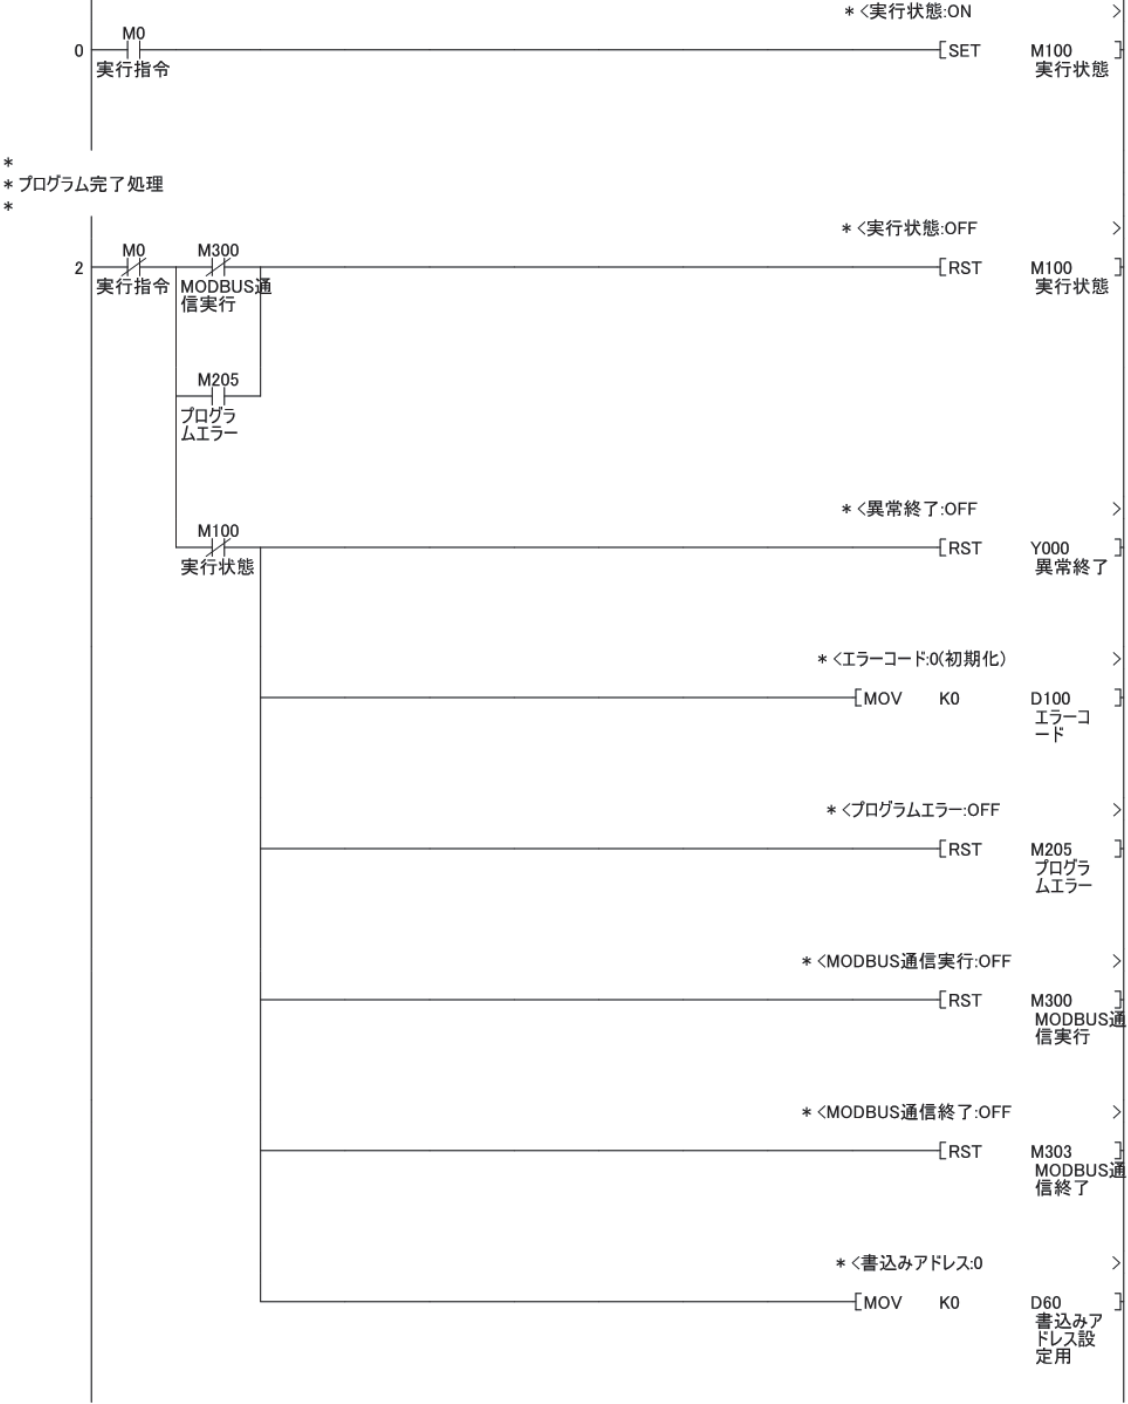 * <実行状態:ON >
M0
0 [SET M100 ]
実行指令 実行状態
*
* プログラム完了処理
*
* <実行状態:OFF >
M0 M300
2 [RST M100 ]
実行指令 MODBUS通 実行状態
信実行
M205
プログラ
ムエラー
* <異常終了:OFF >
M100
[RST Y000 ]
実行状態 異常終了
* <エラーコード:0(初期化) >
[MOV K0 D100 ]
エラーコ
ード
* <プログラムエラー:OFF >
[RST M205 ]
プログラ
ムエラー
* <MODBUS通信実行:OFF >
[RST M300 ]
MODBUS通
信実行
* <MODBUS通信終了:OFF >
[RST M303 ]
MODBUS通
信終了
* <書込みアドレス:0 >
[MOV K0 D60 ]
書込みア
ドレス設
定用